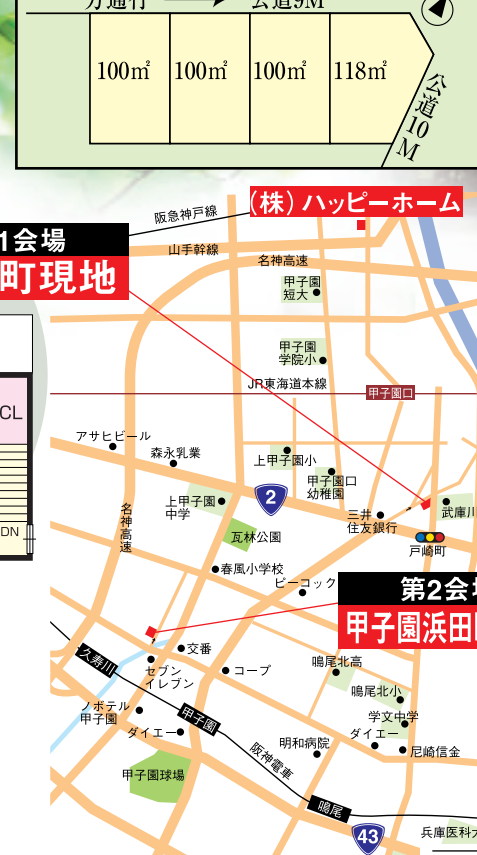 方通行
公道9M
100㎡
100㎡
100㎡
118㎡
公道10M
(株)ハッピーホーム
阪急神戸線
1会場
町現地
山手幹線
名神高速
甲子園
短大
甲子園
学院小
JR東海道本線
甲子園口
CL
アサヒビール
森永乳業
上甲子園小
甲子園口
幼稚園
2
上甲子園
中学
三井
住友銀行
武庫川
名神高速
瓦林公園
戸崎町
DN
春風小学校
ピーコック
第2会場
甲子園浜田
交番
久寿川
セブン
イレブン
コープ
鳴尾北高
鳴尾北小
ノボテル
甲子園
甲子園
学文中学
ダイエー
明和病院
ダイエー
尼崎信金
阪神電車
甲子園球場
鳴尾
43
兵庫医科大